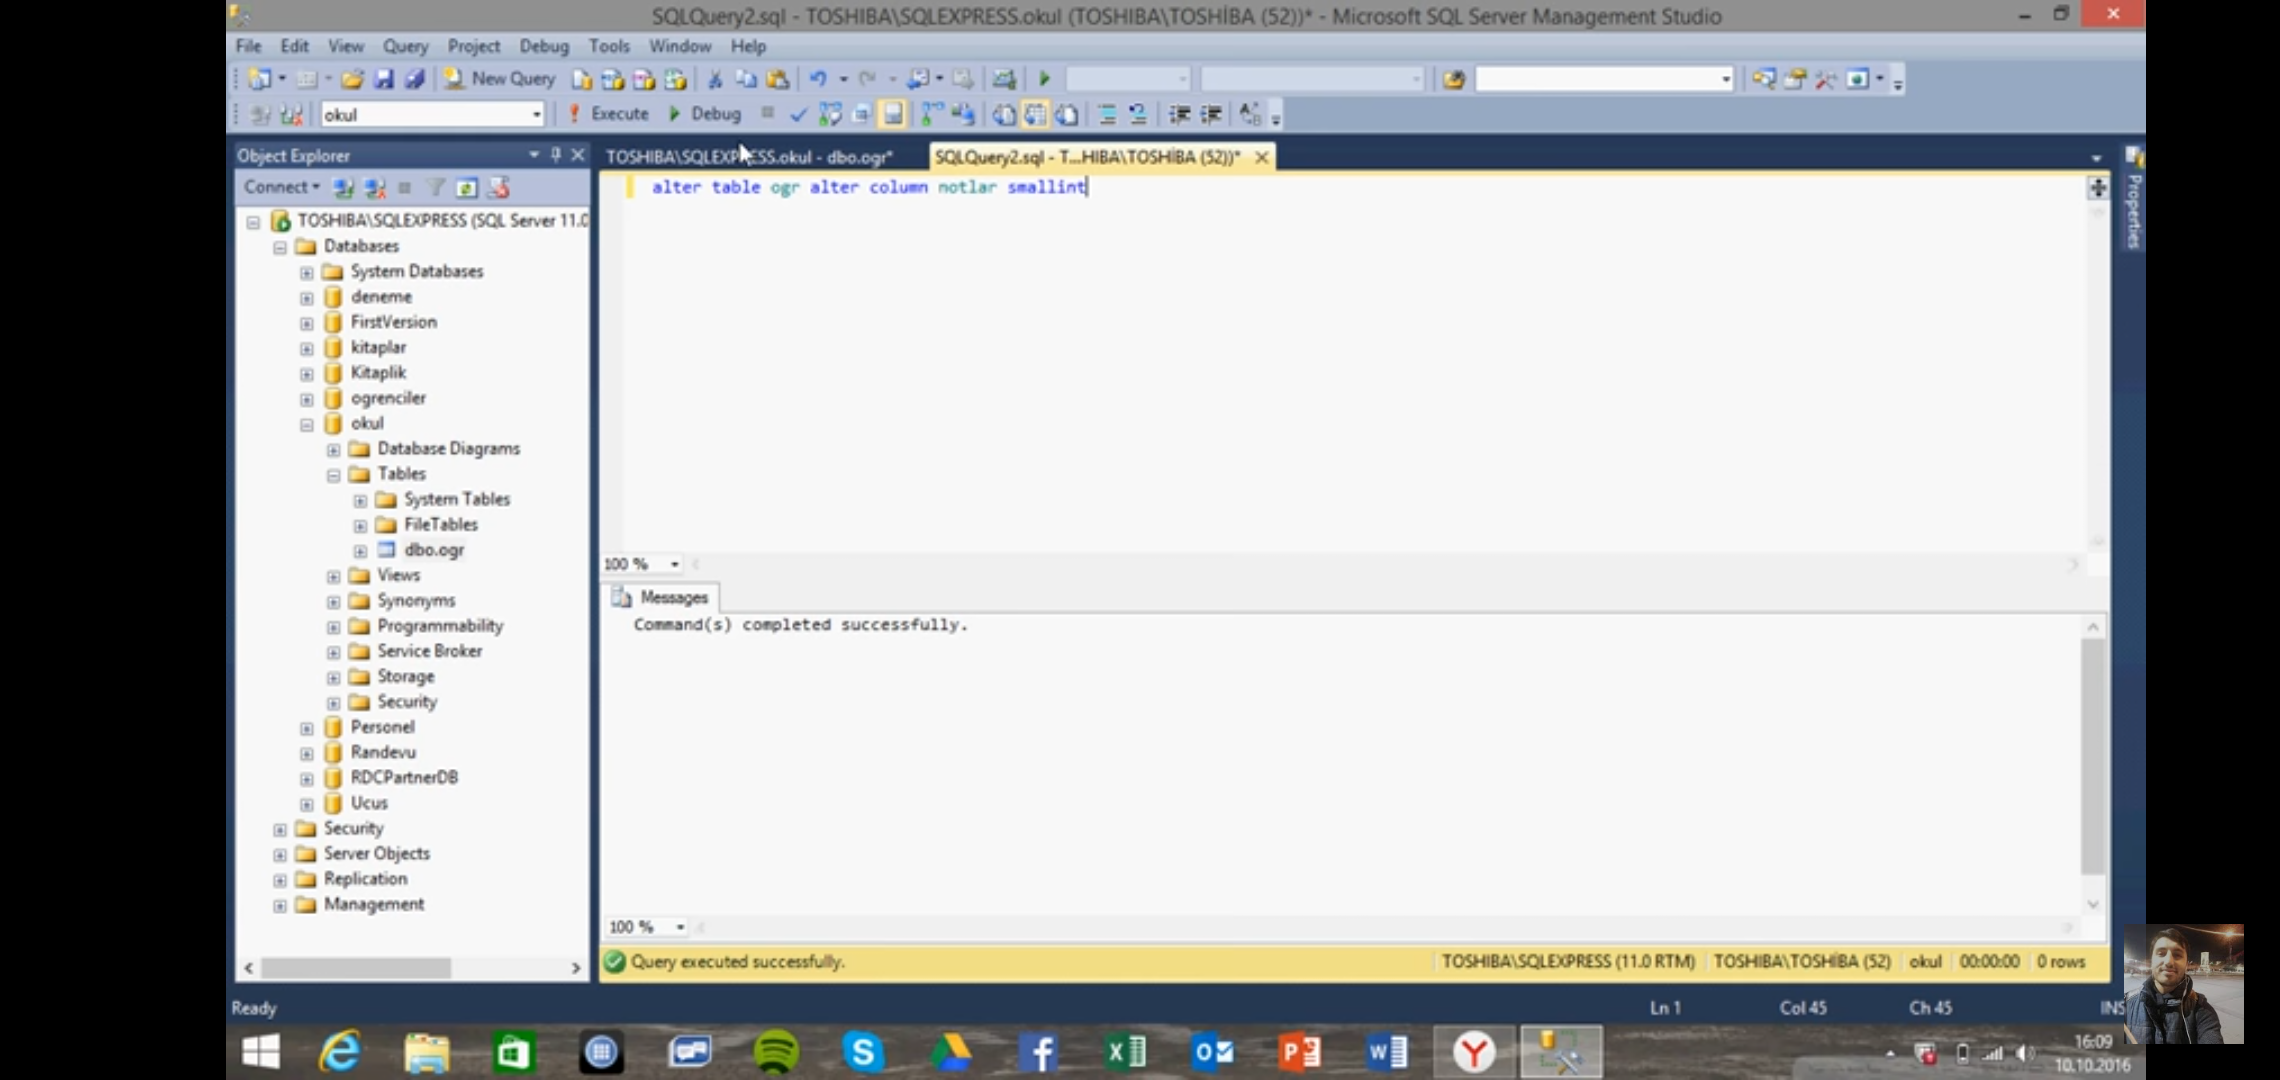 SQLQuery2.sql - TOSHIBA\SQLEXPRESS.okul (TOSHIBA\TOSHİBA (52))* - Microsoft SQL Server Management Studio
File Edit View Query Project Debug Tools Window Help
New Query
okul Execute Debug
Object Explorer
TOSHIBA\SQLEXPRESS.okul - dbo.ogr*
SQLQuery2.sql - T...HIBA\TOSHİBA (52))*
Connect
alter table ogr alter column notlar smallint
Properties
TOSHIBA\SQLEXPRESS (SQL Server 11.0
Databases
System Databases
deneme
FirstVersion
kitaplar
Kitaplik
ogrenciler
okul
Database Diagrams
Tables
System Tables
FileTables
dbo.ogr
Views
Synonyms
Programmability
Service Broker
Storage
Security
Personel
Randevu
RDCPartnerDB
Ucus
Security
Server Objects
Replication
Management
100 %
Messages
Command(s) completed successfully.
100 %
Query executed successfully.
TOSHIBA\SQLEXPRESS (11.0 RTM) TOSHIBA\TOSHİBA (52) okul 00:00:00 0 rows
Ready
Ln 1 Col 45 Ch 45 INS
16:09
10.10.2016